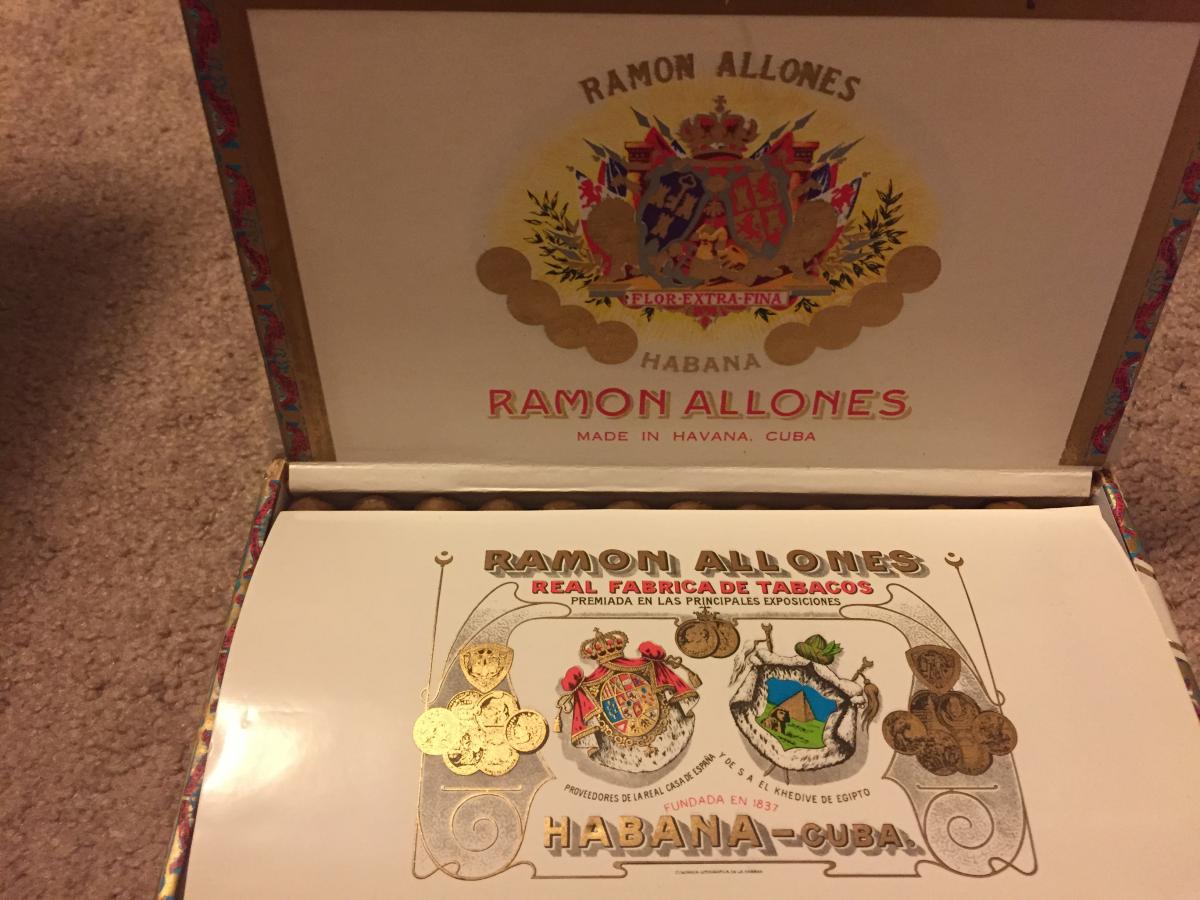 RAMON ALLONES
FLOR-EXTRA-FINA
HABANA
RAMON ALLONES
MADE IN HAVANA, CUBA
RAMON ALLONES
REAL FABRICA DE TABACOS
PREMIADA EN LAS PRINCIPALES EXPOSICIONES
PROVEEDORES DE LA REAL CASA DE ESPAÑA Y DE S A EL KHEDIVE DE EGIPTO
FUNDADA EN 1837
HABANA-CUBA.